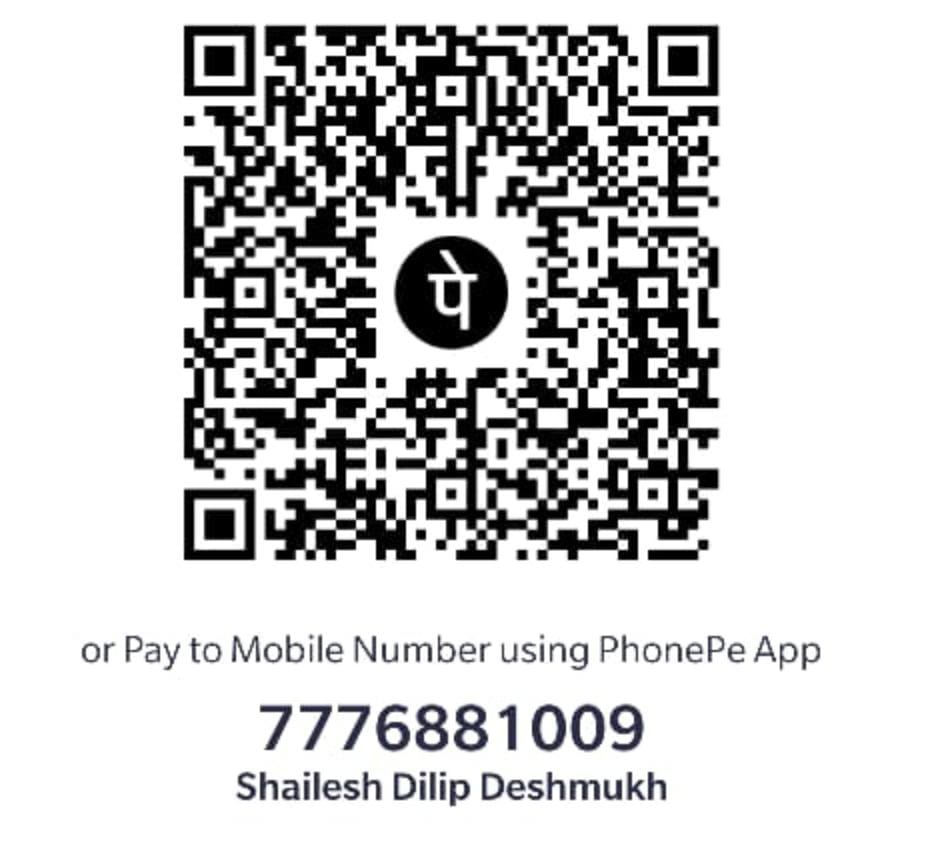 पे
or Pay to Mobile Number using PhonePe App
7776881009
Shailesh Dilip Deshmukh